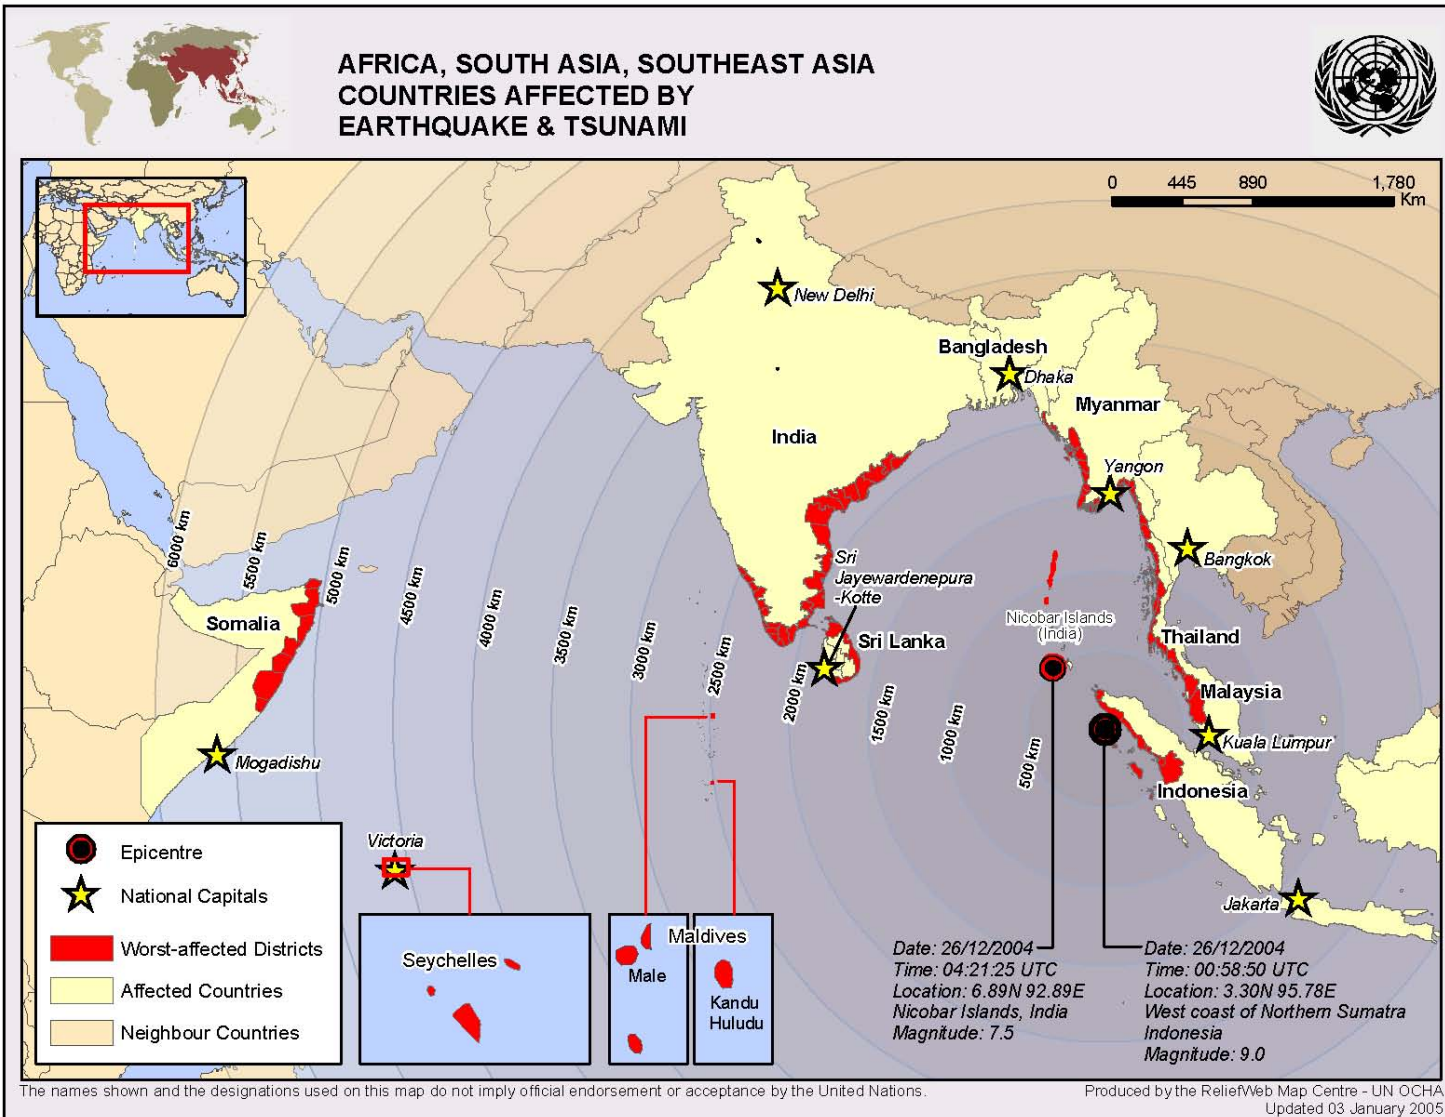 AFRICA, SOUTH ASIA, SOUTHEAST ASIA
COUNTRIES AFFECTED BY
EARTHQUAKE & TSUNAMI
0 445 890 1,780
Km
New Delhi
Bangladesh
Dhaka
Myanmar
India
Yangon
Bangkok
6000 km
5500 km
5000 km
4500 km
4000 km
3500 km
3000 km
2500 km
2000 km
1500 km
1000 km
500 km
Sri
Jayewardenepura
-Kotte
Nicobar Islands
(India)
Somalia
Sri Lanka
Thailand
Malaysia
Kuala Lumpur
Mogadishu
Indonesia
Victoria
Jakarta
Epicentre
National Capitals
Worst-affected Districts
Affected Countries
Neighbour Countries
Seychelles
Maldives
Male
Kandu
Huludu
Date: 26/12/2004
Time: 04:21:25 UTC
Location: 6.89N 92.89E
Nicobar Islands, India
Magnitude: 7.5
Date: 26/12/2004
Time: 00:58:50 UTC
Location: 3.30N 95.78E
West coast of Northern Sumatra
Indonesia
Magnitude: 9.0
The names shown and the designations used on this map do not imply official endorsement or acceptance by the United Nations.
Produced by the ReliefWeb Map Centre - UN OCHA
Updated 03 January 2005